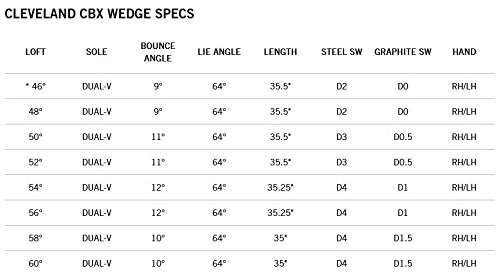 CLEVELAND CBX WEDGE SPECS
LOFT SOLE BOUNCE ANGLE LIE ANGLE LENGTH STEEL SW GRAPHITE SW HAND
* 46° DUAL-V 9° 64° 35.5" D2 D0 RH/LH
48° DUAL-V 9° 64° 35.5" D2 D0 RH/LH
50° DUAL-V 11° 64° 35.5" D3 D0.5 RH/LH
52° DUAL-V 11° 64° 35.5" D3 D0.5 RH/LH
54° DUAL-V 12° 64° 35.25" D4 D1 RH/LH
56° DUAL-V 12° 64° 35.25" D4 D1 RH/LH
58° DUAL-V 10° 64° 35" D4 D1.5 RH/LH
60° DUAL-V 10° 64° 35" D4 D1.5 RH/LH